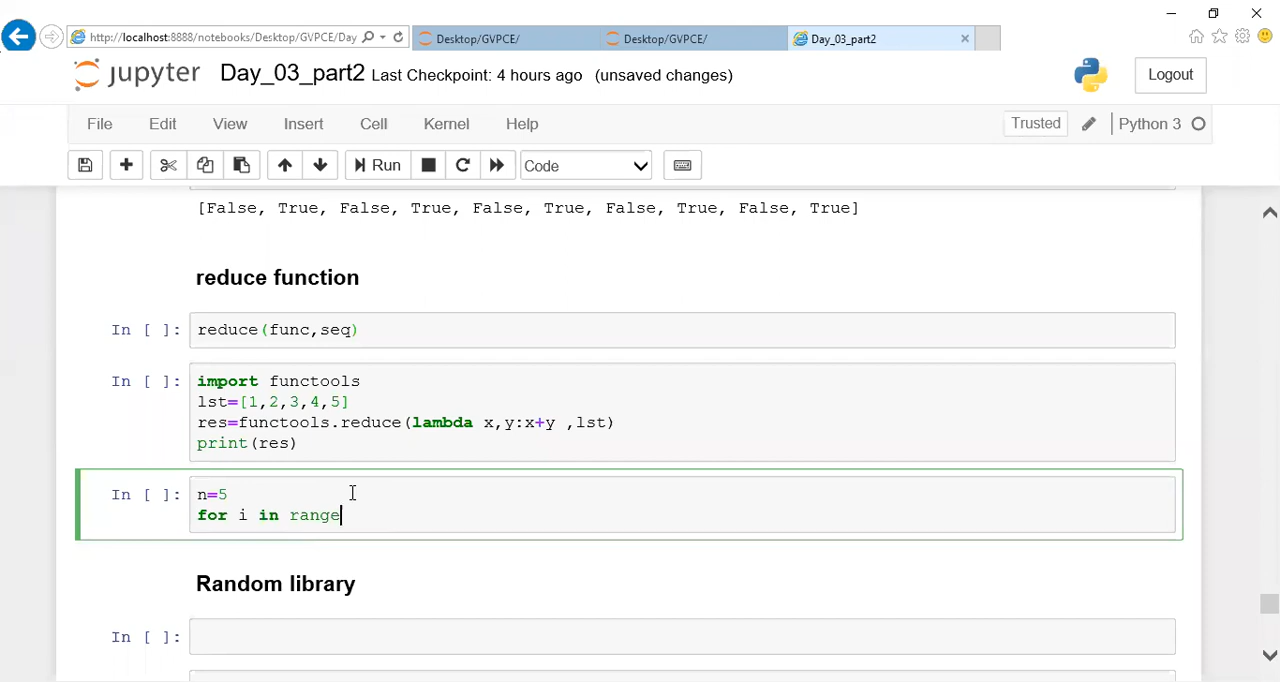 http://localhost:8888/notebooks/Desktop/GVPCE/Day
Desktop/GVPCE/
Desktop/GVPCE/
Day_03_part2
jupyter Day_03_part2 Last Checkpoint: 4 hours ago (unsaved changes)
Logout
File Edit View Insert Cell Kernel Help
Trusted
Python 3
Run
Code
[False, True, False, True, False, True, False, True, False, True]
reduce function
In [ ]: reduce(func,seq)
In [ ]: import functools
lst=[1,2,3,4,5]
res=functools.reduce(lambda x,y:x+y ,lst)
print(res)
In [ ]: n=5
for i in range
Random library
In [ ]: